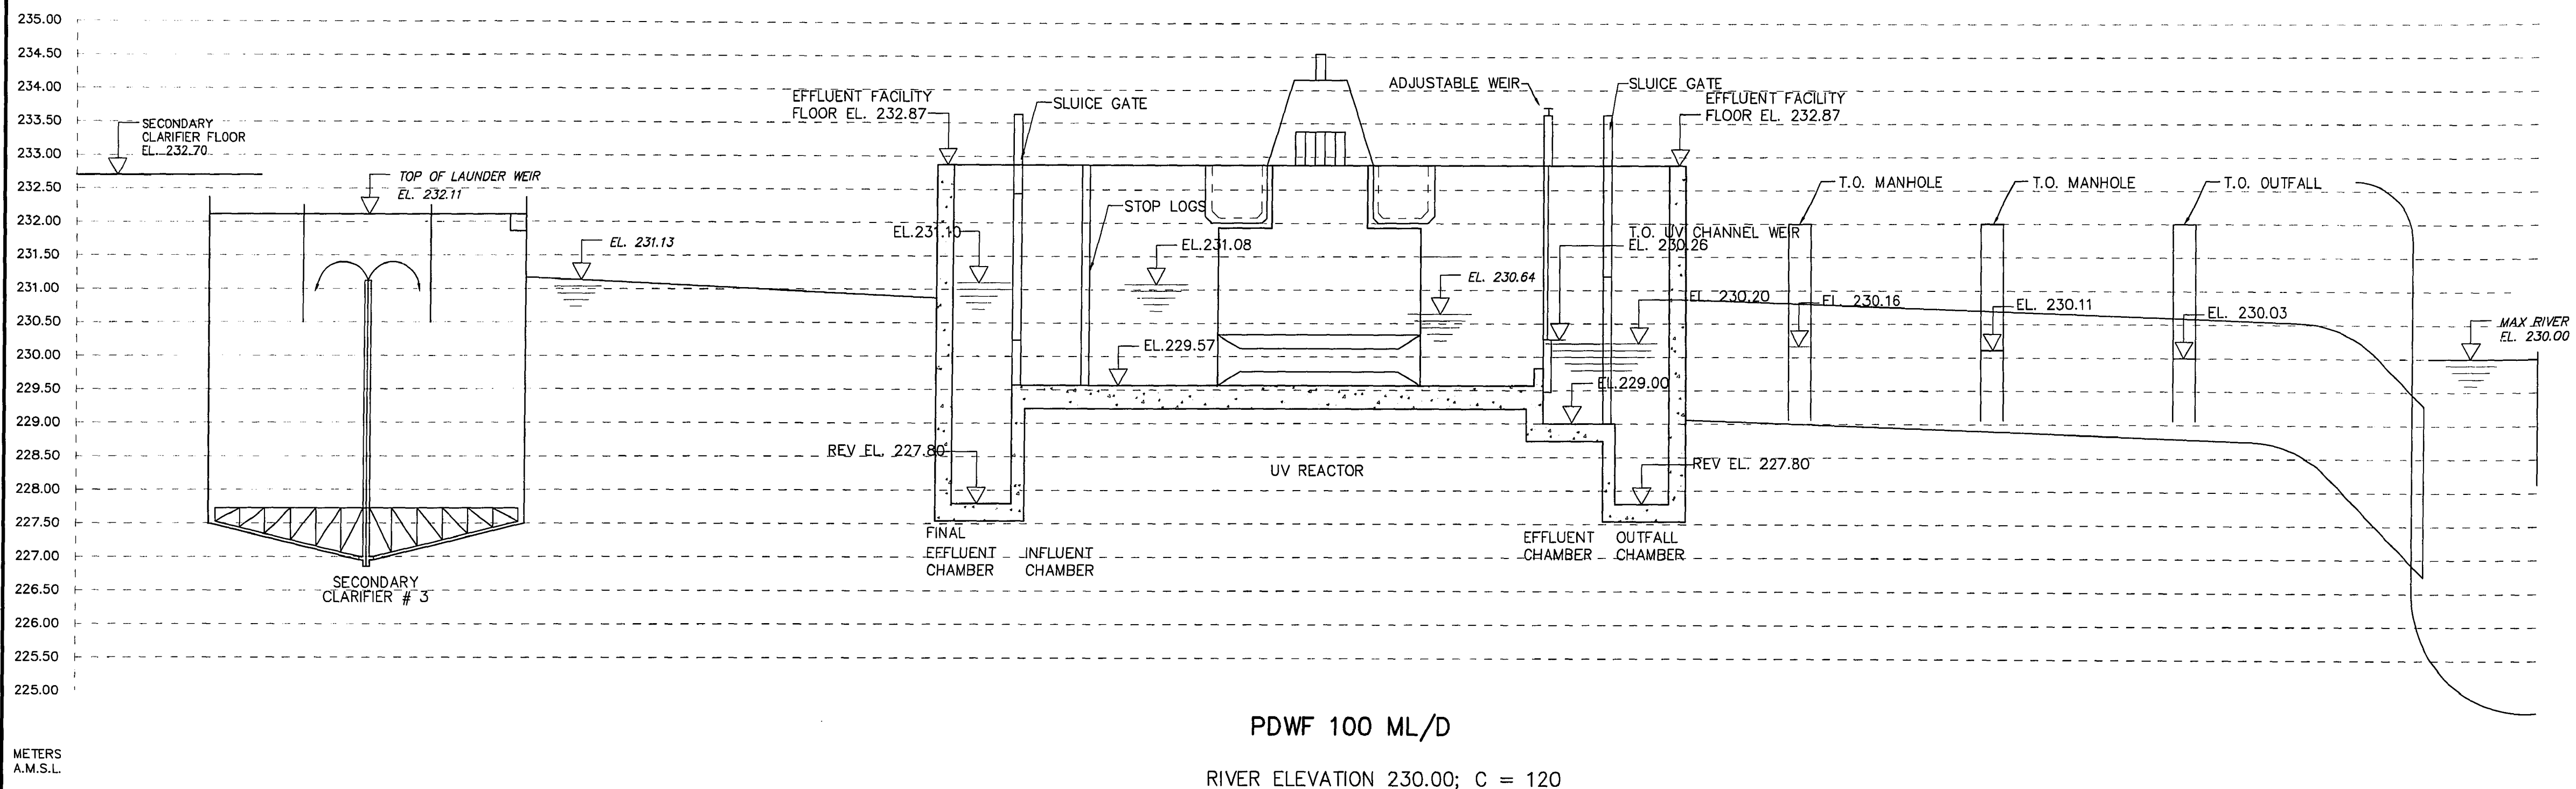 235.00
234.50
234.00
233.50
233.00
232.50
232.00
231.50
231.00
230.50
230.00
229.50
229.00
228.50
228.00
227.50
227.00
226.50
226.00
225.50
225.00
METERS
A.M.S.L.
SECONDARY
CLARIFIER FLOOR
EL. 232.70
TOP OF LAUNDER WEIR
EL. 232.11
EL. 231.13
SECONDARY
CLARIFIER # 3
EFFLUENT FACILITY
FLOOR EL. 232.87
SLUICE GATE
EL.231.10
STOP LOGS
EL.231.08
EL.229.57
REV EL. 227.80
FINAL
EFFLUENT
CHAMBER
INFLUENT
CHAMBER
UV REACTOR
EL. 230.64
ADJUSTABLE WEIR
SLUICE GATE
EFFLUENT FACILITY
FLOOR EL. 232.87
T.O. UV CHANNEL WEIR
EL. 230.26
EL.229.00
EL. 230.20
REV EL. 227.80
EFFLUENT
CHAMBER
OUTFALL
CHAMBER
T.O. MANHOLE
EL. 230.16
T.O. MANHOLE
EL. 230.11
T.O. OUTFALL
EL. 230.03
MAX RIVER
EL. 230.00
PDWF 100 ML/D
RIVER ELEVATION 230.00; C = 120